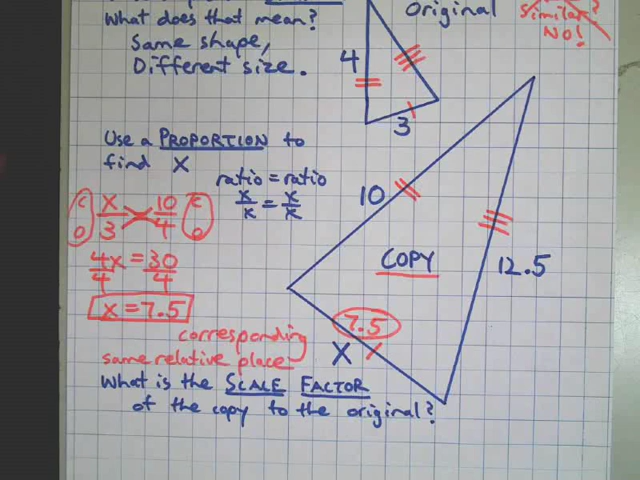 What does that mean?
Same shape,
Different size.
Original
Similar?
NO!
4
3
Use a PROPORTION to
find X
ratio = ratio
x/x = x/x
C X 10 C
O 3 4 O
4x = 30
4 4
x = 7.5
10
COPY
12.5
7.5
X
corresponding
same relative place
What is the SCALE FACTOR
of the copy to the original?